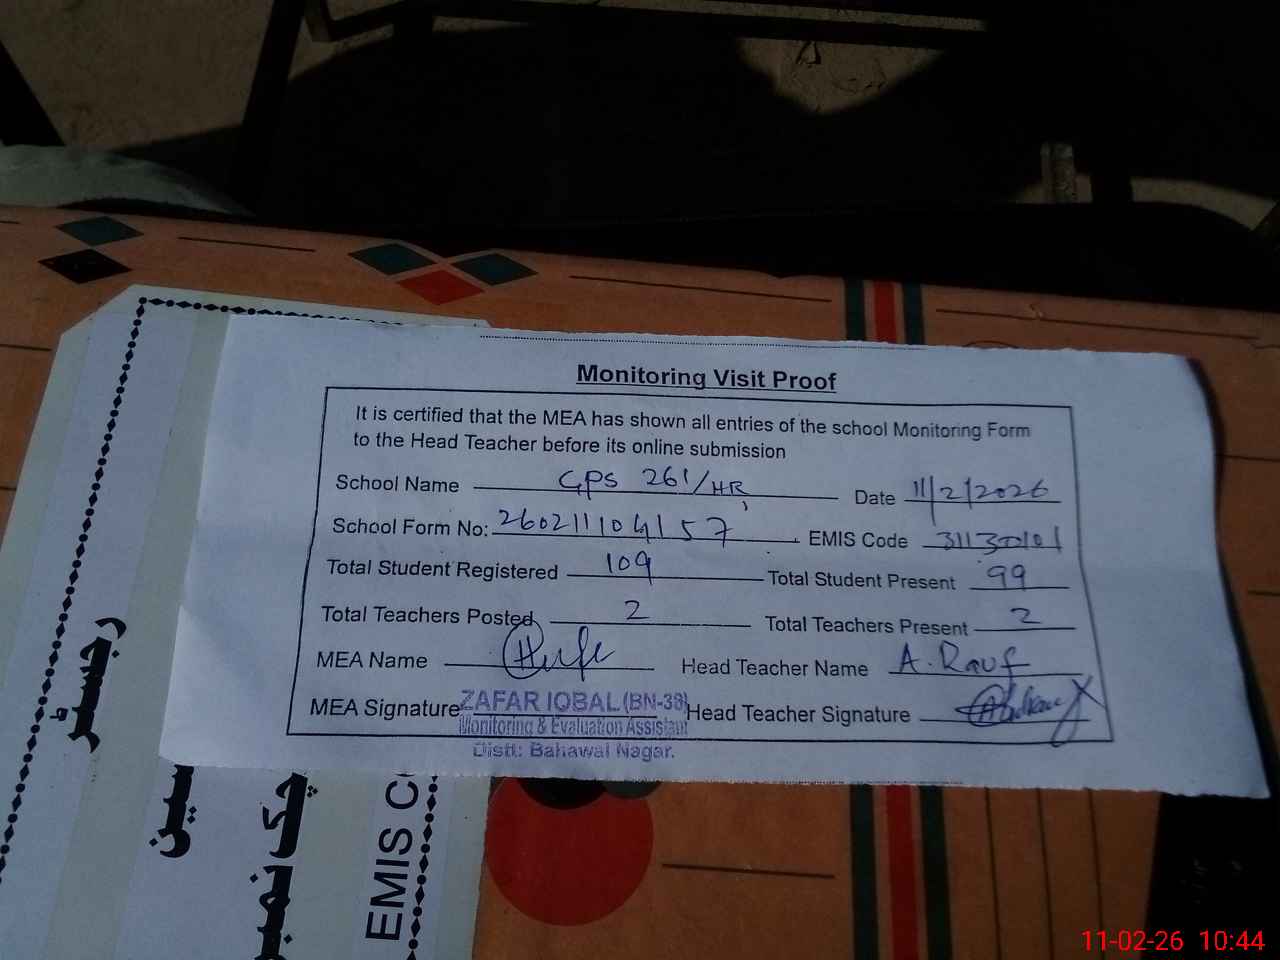 Monitoring Visit Proof
It is certified that the MEA has shown all entries of the school Monitoring Form
to the Head Teacher before its online submission
School Name GPS 261/HR Date 11/2/2026
School Form No: 260211104157 EMIS Code 31130101
Total Student Registered 109 Total Student Present 99
Total Teachers Posted 2 Total Teachers Present 2
MEA Name Head Teacher Name A. Rauf
MEA Signature ZAFAR IQBAL (BN-38) Head Teacher Signature
Monitoring & Evaluation Assistant
Distt: Bahawal Nagar.
رجسٹر
EMIS
11-02-26 10:44